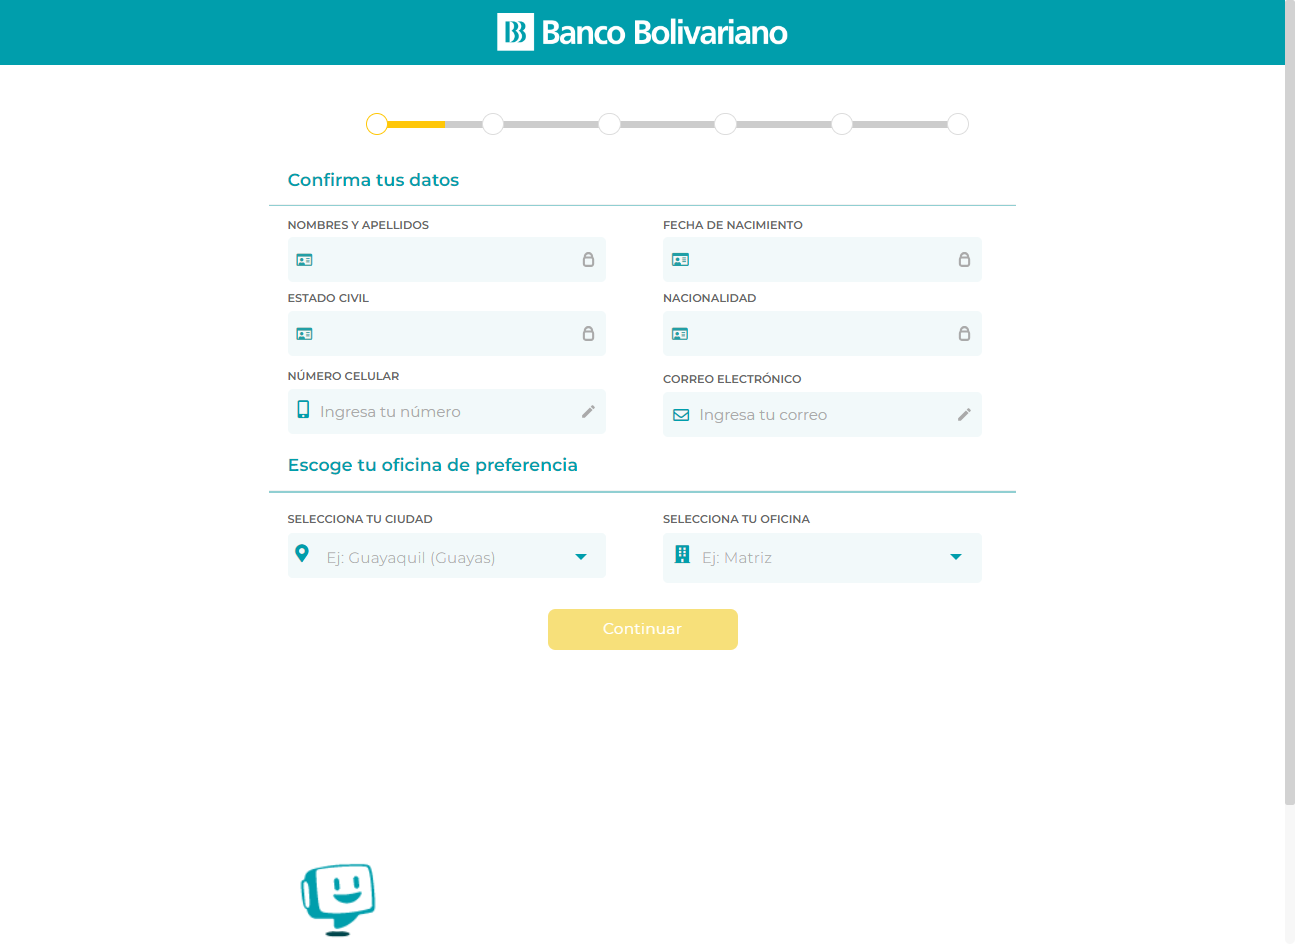 Banco Bolivariano
Confirma tus datos
NOMBRES Y APELLIDOS
FECHA DE NACIMIENTO
ESTADO CIVIL
NACIONALIDAD
NÚMERO CELULAR
CORREO ELECTRÓNICO
Ingresa tu número
Ingresa tu correo
Escoge tu oficina de preferencia
SELECCIONA TU CIUDAD
SELECCIONA TU OFICINA
Ej: Guayaquil (Guayas)
Ej: Matriz
Continuar